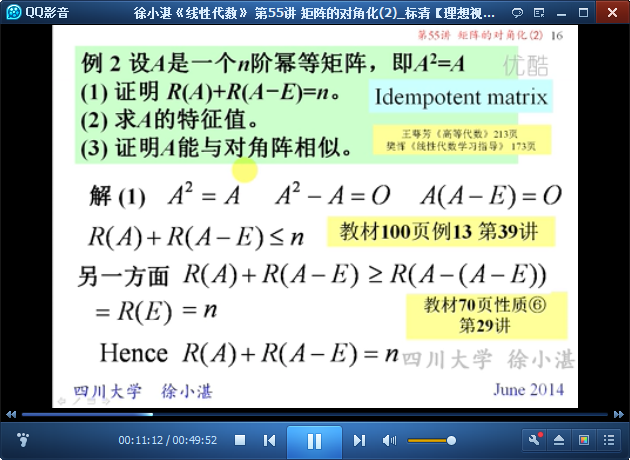 QQ影音
徐小湛《线性代数》 第55讲 矩阵的对角化(2)_标清【理想视...
第55讲 矩阵的对角化(2) 16
优酷
例 2 设A是一个n阶幂等矩阵，即A²=A
(1) 证明 R(A)+R(A−E)=n。
Idempotent matrix
(2) 求A的特征值。
王萼芳《高等代数》213页
樊恽《线性代数学习指导》 173页
(3) 证明A能与对角阵相似。
解 (1) A² = A A² − A = O A(A − E) = O
R(A) + R(A − E) ≤ n
教材100页例13 第39讲
另一方面 R(A) + R(A − E) ≥ R(A − (A − E))
= R(E) = n
教材70页性质⑥
第29讲
Hence R(A) + R(A − E) = n
四川大学 徐小湛
四川大学 徐小湛
June 2014
00:11:12 / 00:49:52